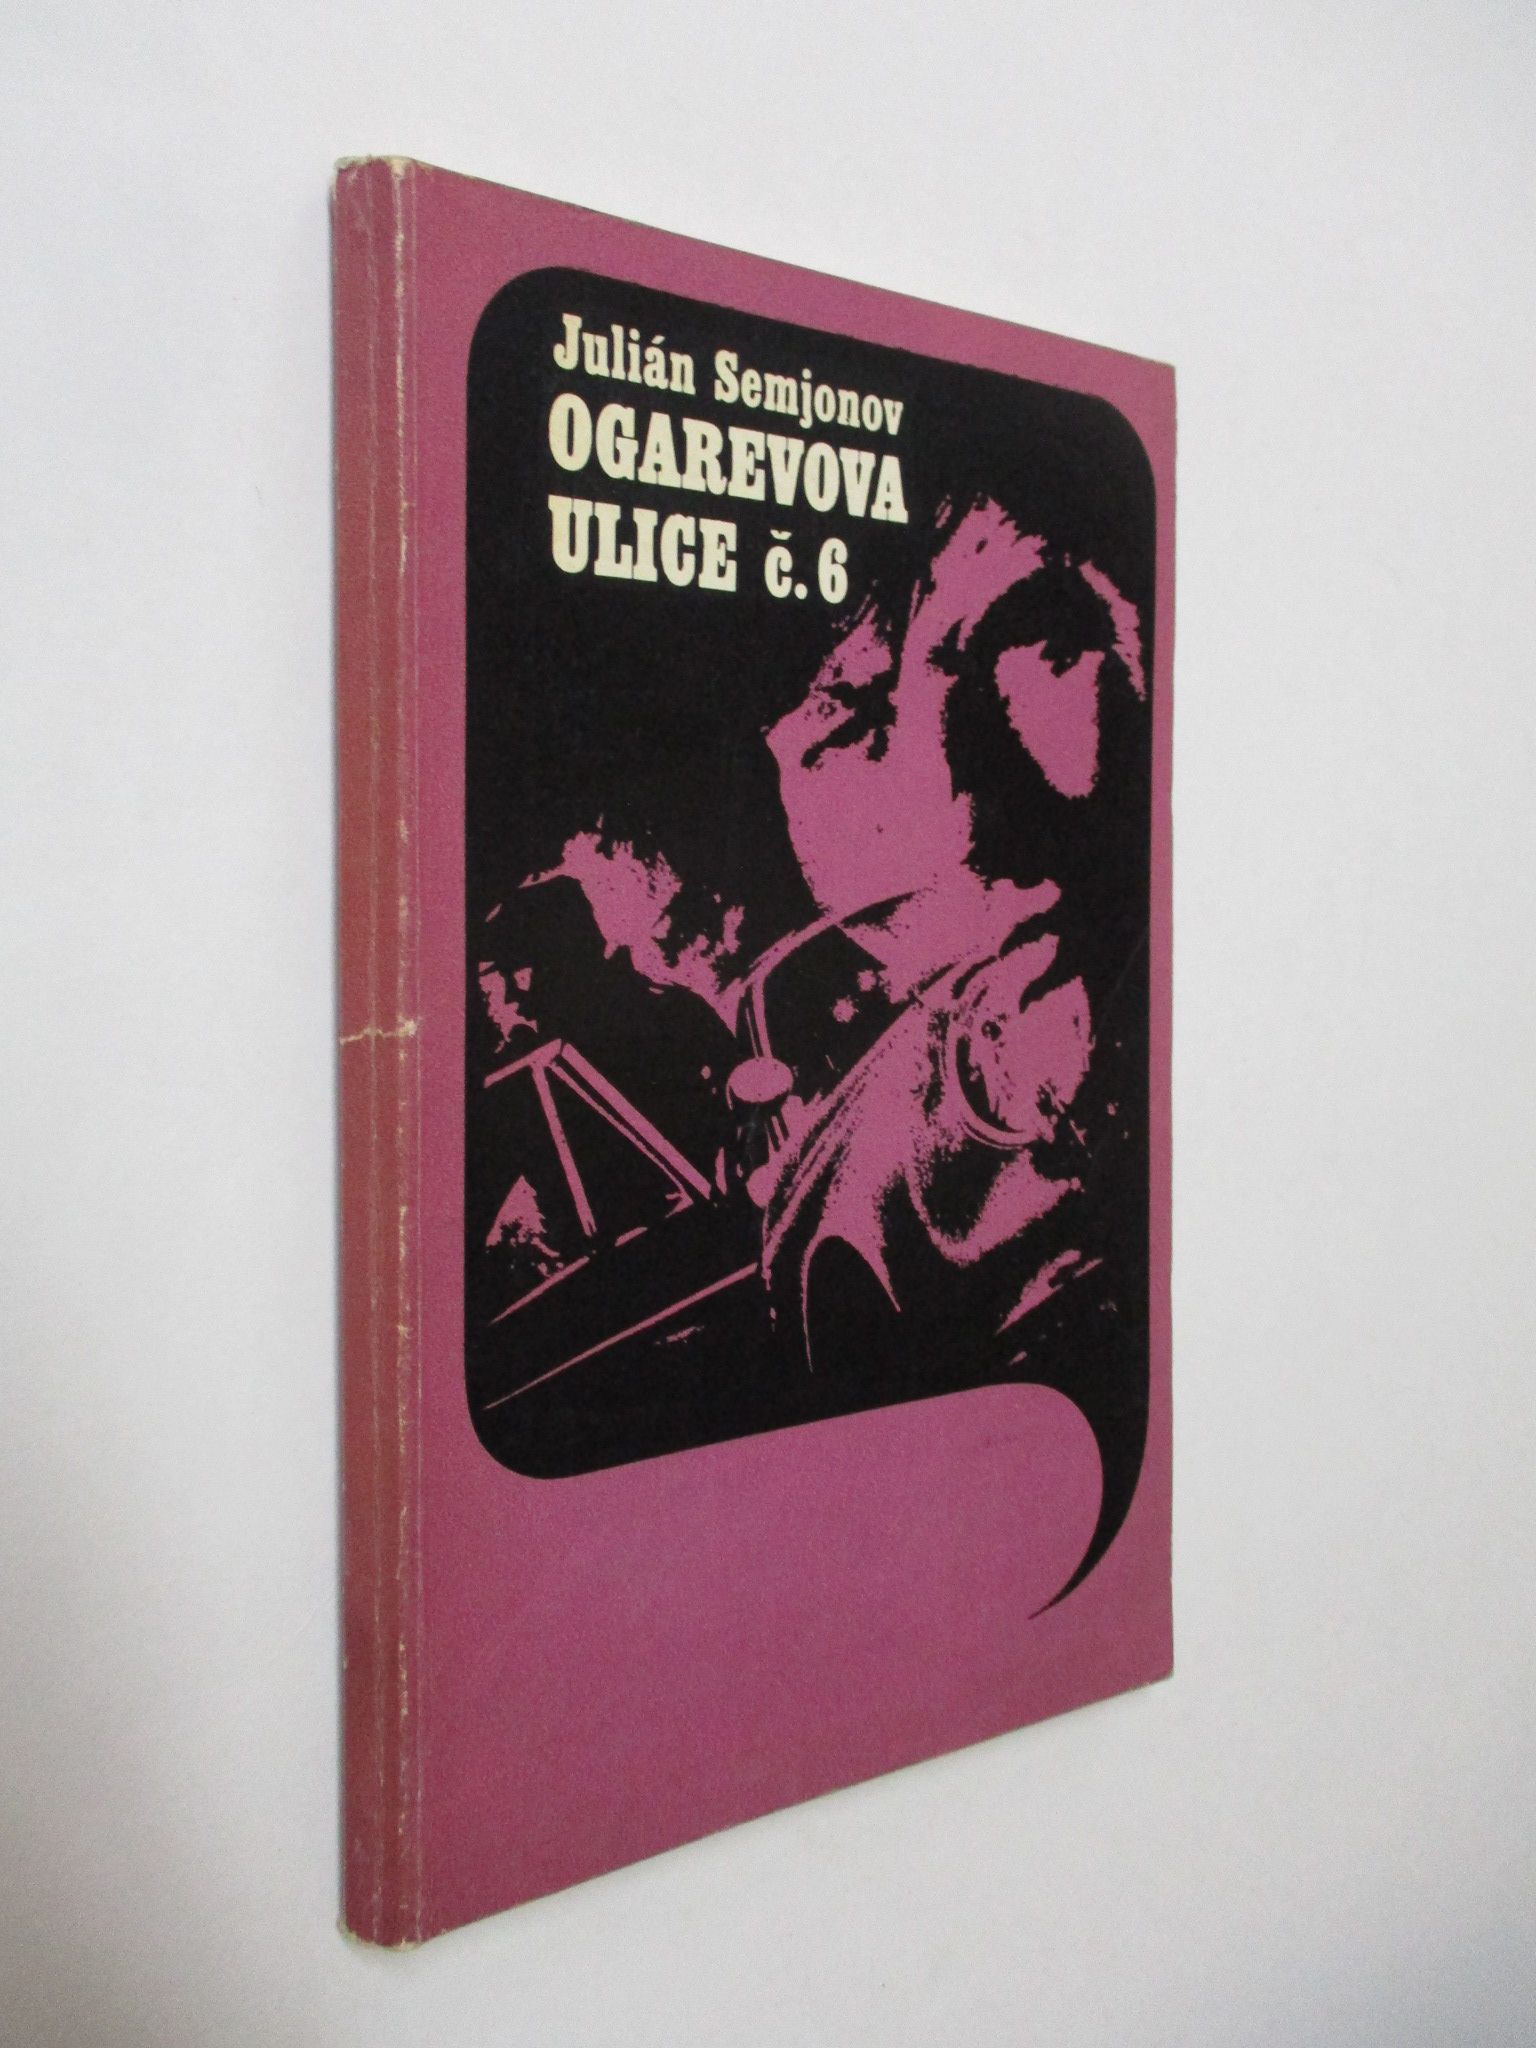 Julián Semjonov
OGAREVOVA
ULICE č. 6